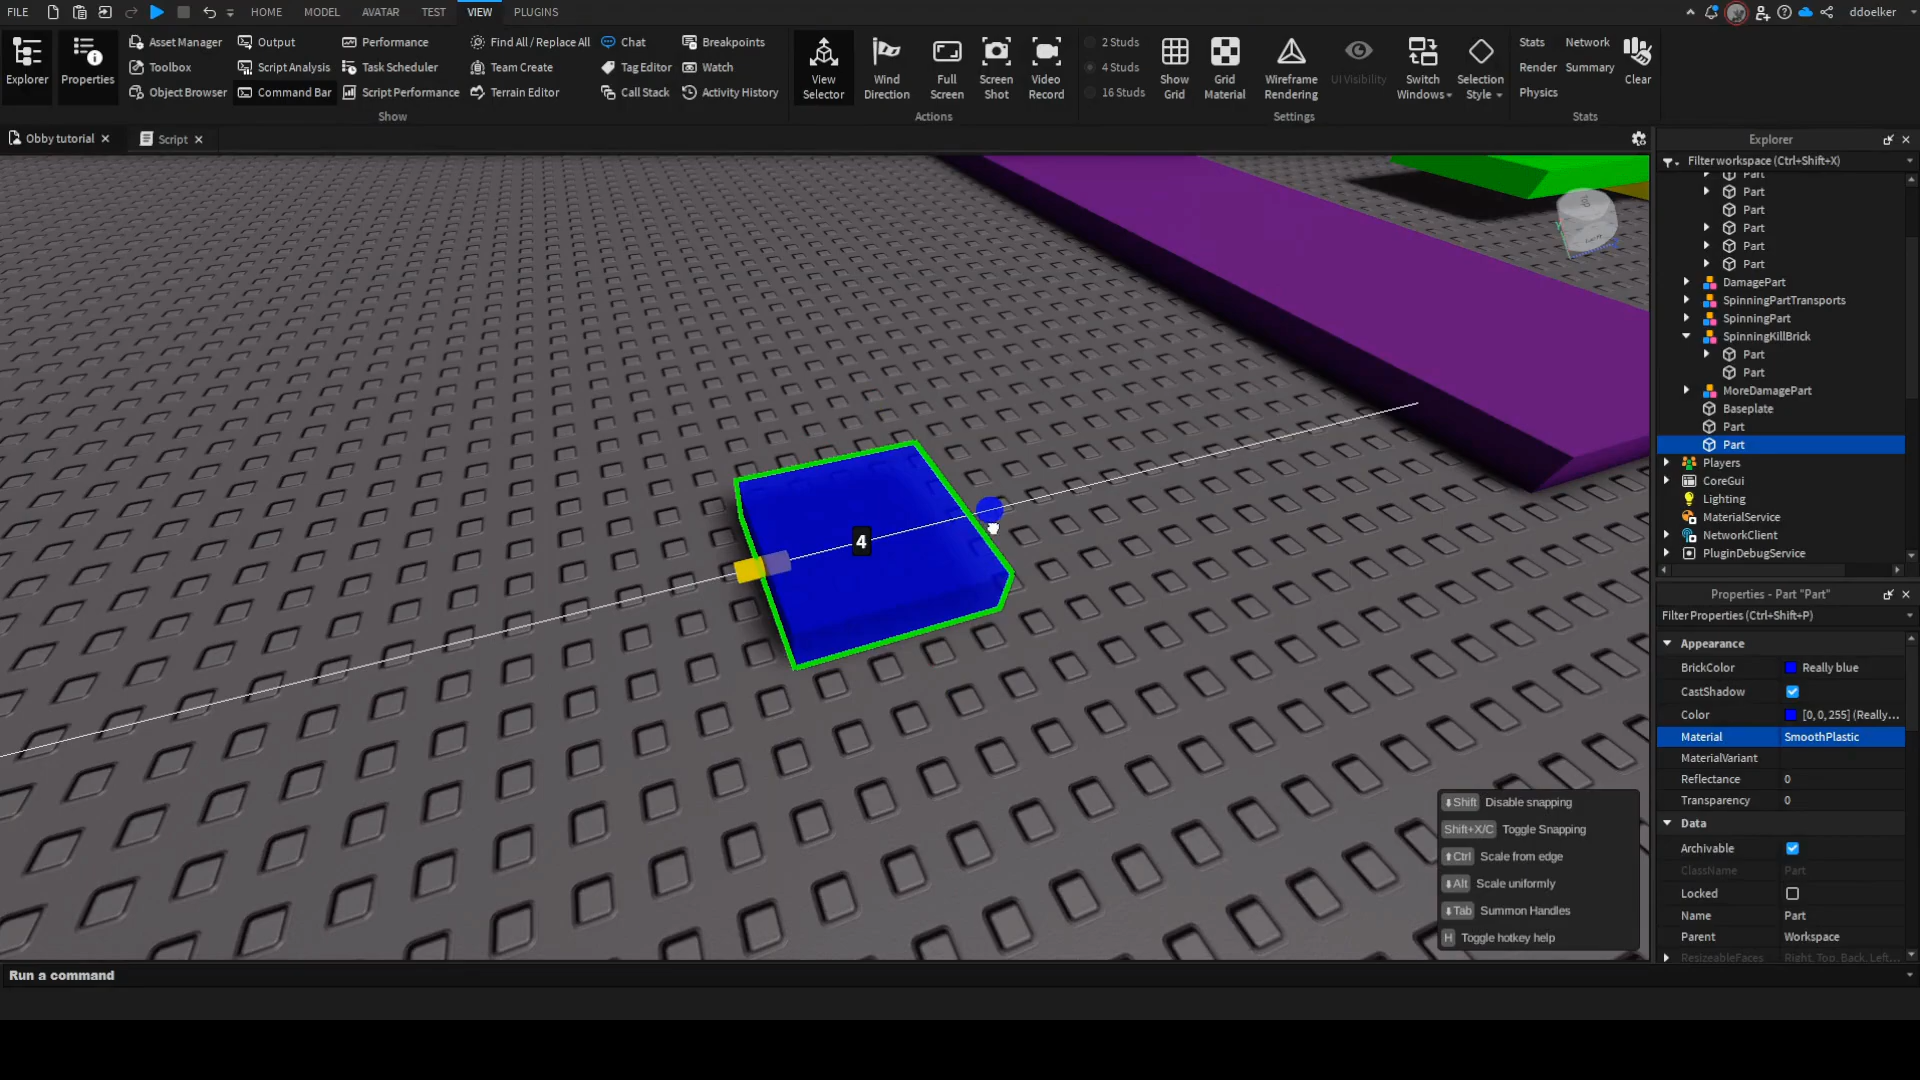 FILE HOME MODEL AVATAR TEST VIEW PLUGINS ddoelker
Explorer
Properties
Asset Manager
Toolbox
Object Browser
Output
Script Analysis
Command Bar
Performance
Task Scheduler
Script Performance
Find All / Replace All
Team Create
Terrain Editor
Chat
Tag Editor
Call Stack
Breakpoints
Watch
Activity History
Show
View Selector
Wind Direction
Full Screen
Screen Shot
Video Record
Actions
2 Studs
4 Studs
16 Studs
Show Grid
Grid Material
Wireframe Rendering
UI Visibility
Switch Windows
Selection Style
Settings
Stats
Render
Physics
Network
Summary
Clear
Stats
Obby tutorial
Script
4
Shift Disable snapping
Shift+X/C Toggle Snapping
Ctrl Scale from edge
Alt Scale uniformly
Tab Summon Handles
H Toggle hotkey help
Run a command
Explorer
Filter workspace (Ctrl+Shift+X)
Part
Part
Part
Part
Part
Part
DamagePart
SpinningPartTransports
SpinningPart
SpinningKillBrick
Part
Part
MoreDamagePart
Baseplate
Part
Part
Players
CoreGui
Lighting
MaterialService
NetworkClient
PluginDebugService
Properties - Part "Part"
Filter Properties (Ctrl+Shift+P)
Appearance
BrickColor Really blue
CastShadow
Color [0, 0, 255] (Really...
Material SmoothPlastic
MaterialVariant
Reflectance 0
Transparency 0
Data
Archivable
ClassName Part
Locked
Name Part
Parent Workspace
ResizeableFaces Right, Top, Back, Left...